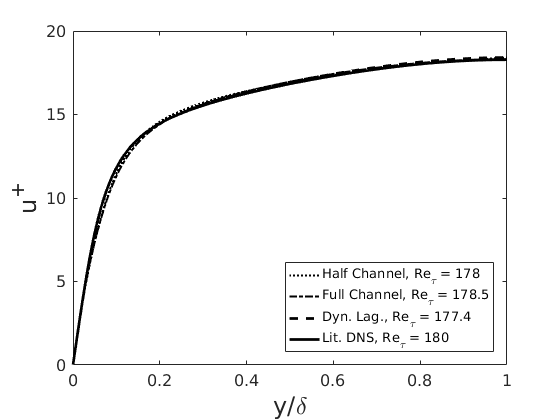 20
15
10
5
0
u+
Half Channel, Reτ = 178
Full Channel, Reτ = 178.5
Dyn. Lag., Reτ = 177.4
Lit. DNS, Reτ = 180
0 0.2 0.4 0.6 0.8 1
y/δ